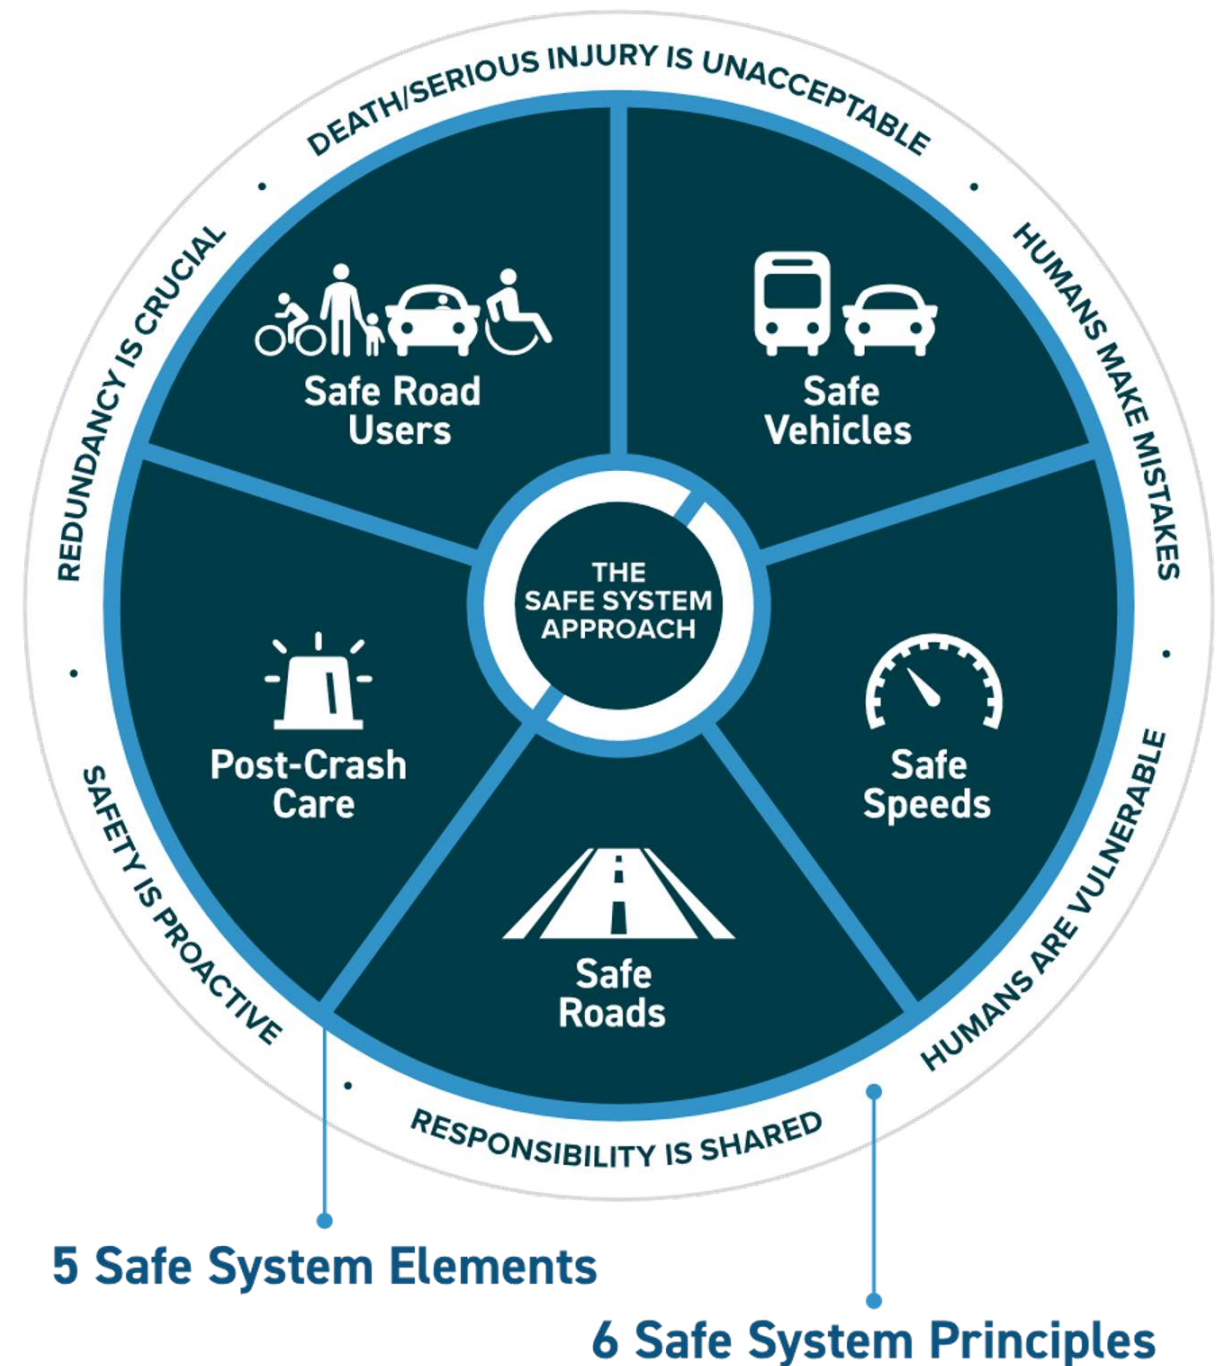 DEATH/SERIOUS INJURY IS UNACCEPTABLE
HUMANS MAKE MISTAKES
HUMANS ARE VULNERABLE
RESPONSIBILITY IS SHARED
SAFETY IS PROACTIVE
REDUNDANCY IS CRUCIAL
Safe Road
Users
Safe
Vehicles
Safe
Speeds
Safe
Roads
Post-Crash
Care
THE
SAFE SYSTEM
APPROACH
5 Safe System Elements
6 Safe System Principles